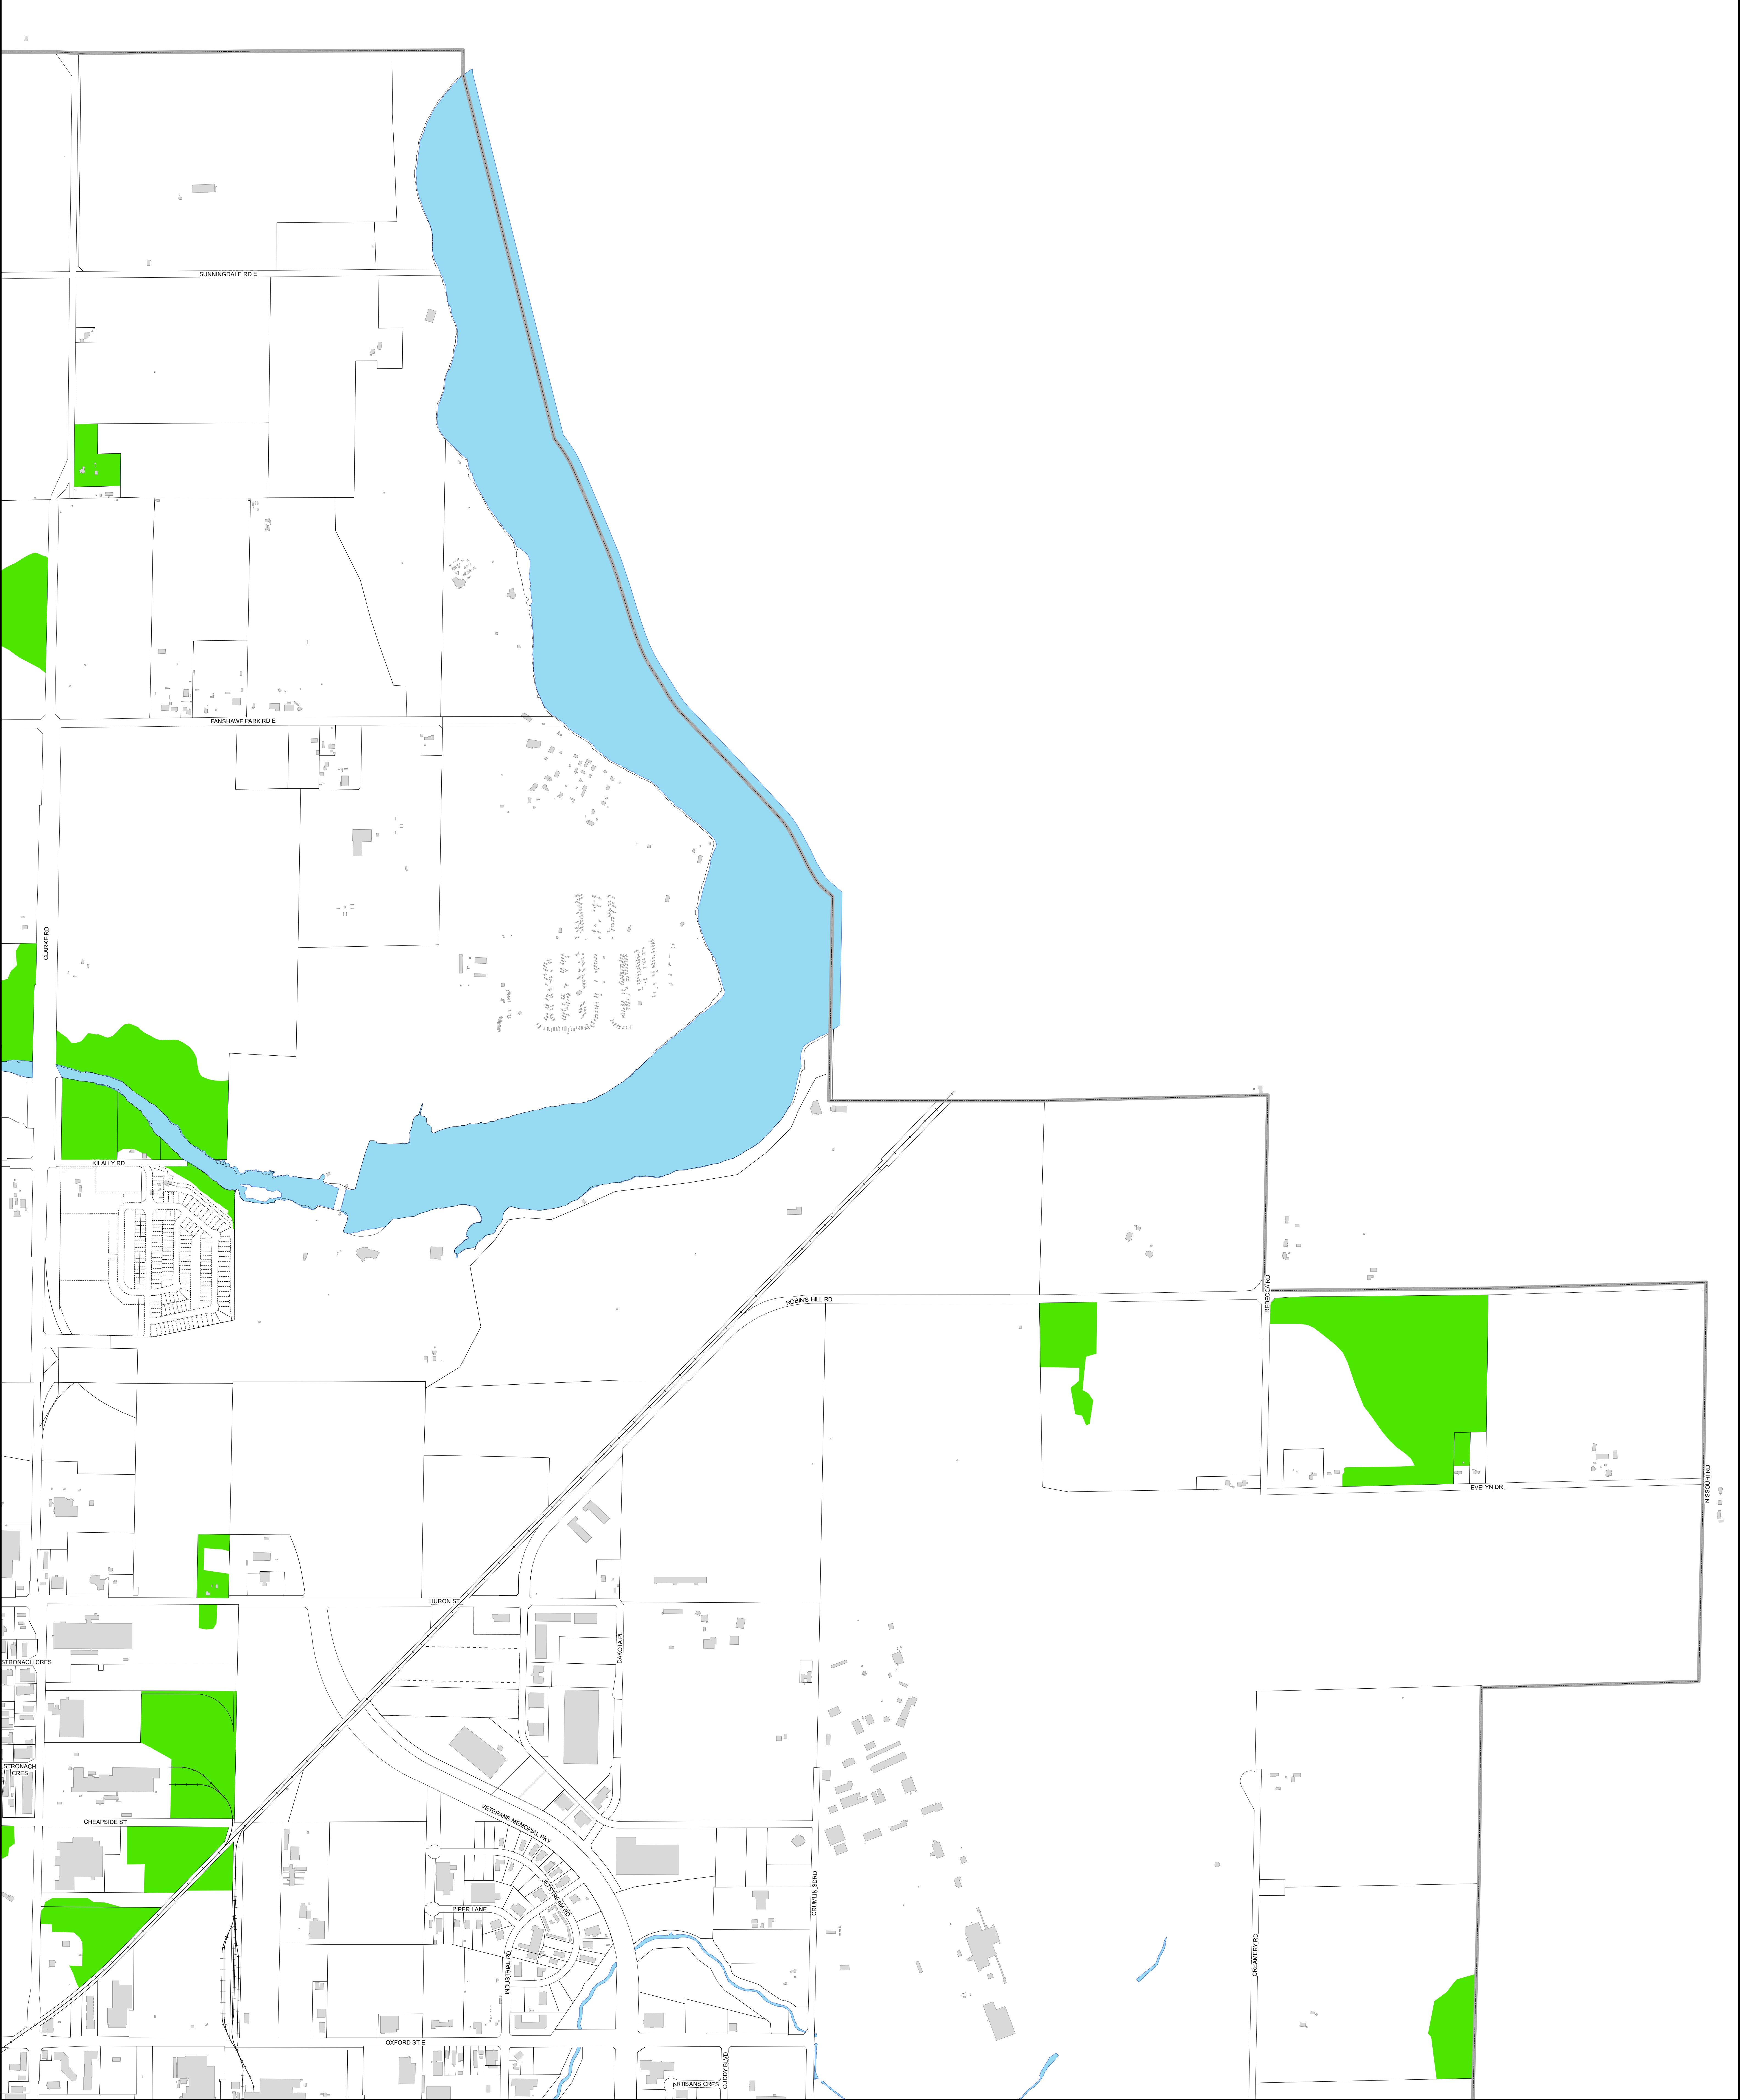 SUNNINGDALE RD E
FANSHAWE PARK RD E
CLARKE RD
KILALLY RD
REBECCA RD
ROBIN'S HILL RD
NISSOURI RD
EVELYN DR
HURON ST
DAKOTA PL
STRONACH CRES
STRONACH
CRES
VETERANS MEMORIAL PKY
CHEAPSIDE ST
CRUMLIN SDRD
JETSTREAM RD
PIPER LANE
CREAMERY RD
INDUSTRIAL RD
OXFORD ST E
CUDDY BLVD
ARTISANS CRES